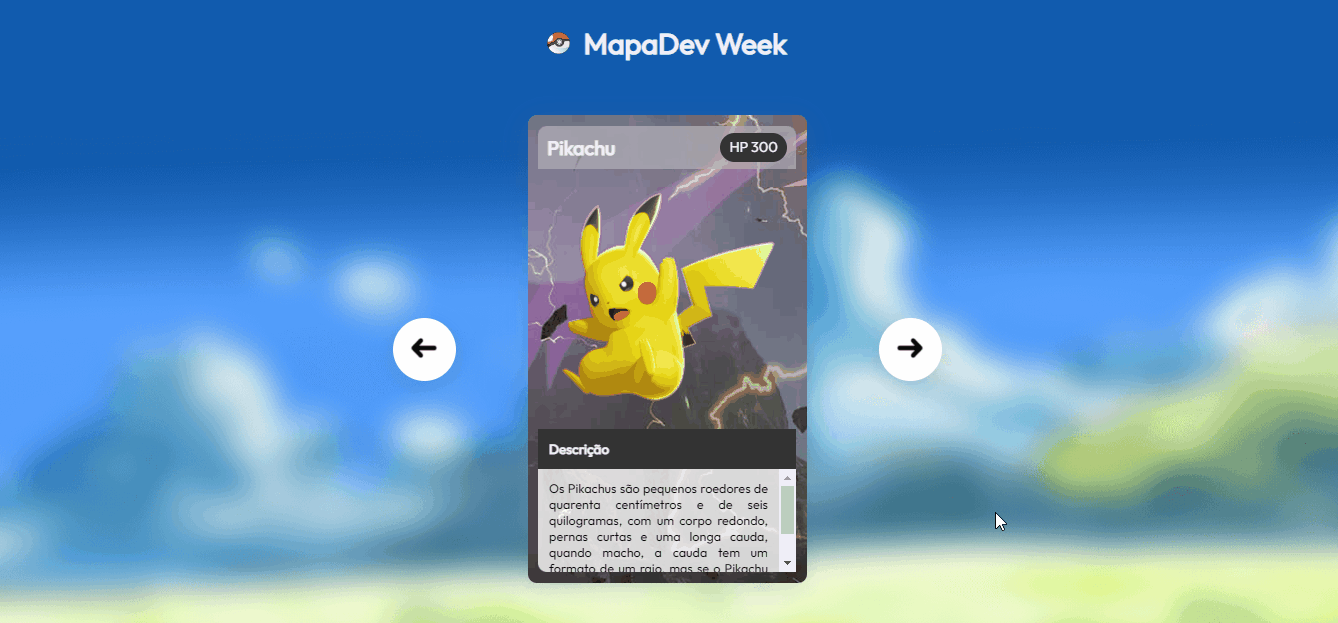 MapaDev Week
Pikachu
HP 300
Descrição
Os Pikachus são pequenos roedores de
quarenta centímetros e de seis
quilogramas, com um corpo redondo,
pernas curtas e uma longa cauda,
quando macho, a cauda tem um
formato de um raio, mas se o Pikachu